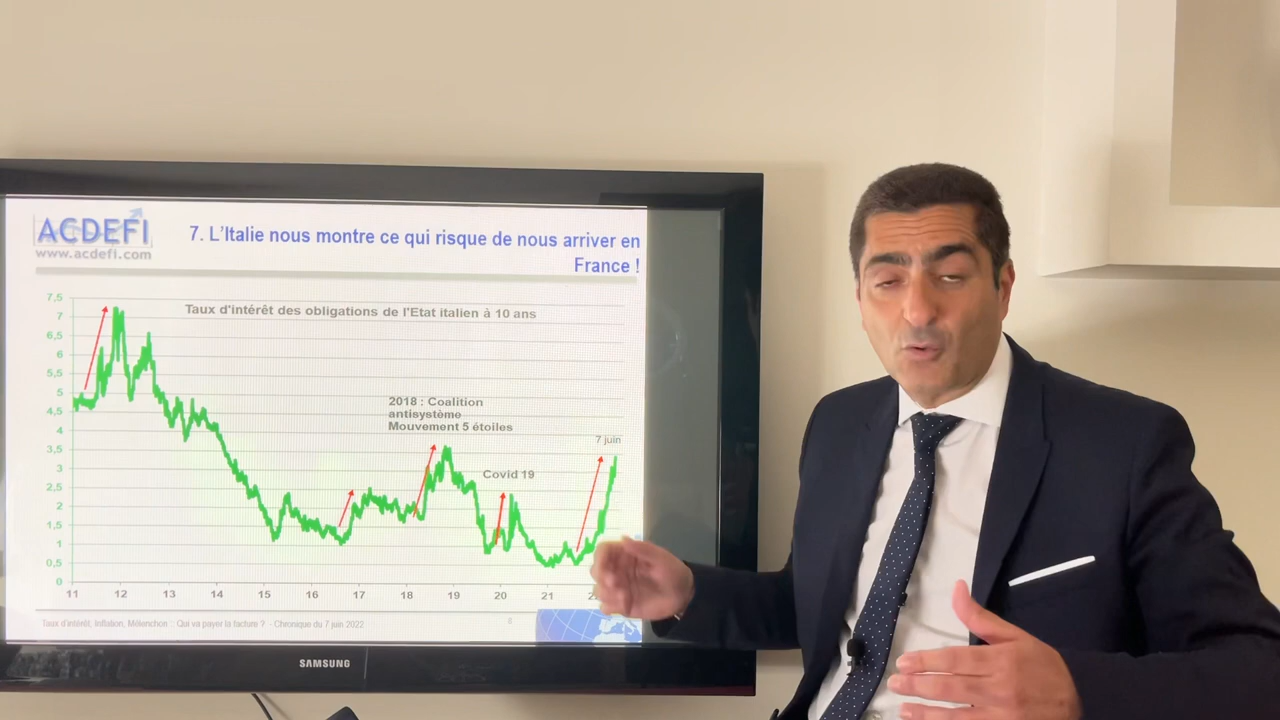 ACDEFI
www.acdefi.com
7. L'Italie nous montre ce qui risque de nous arriver en
France !
Taux d'intérêt des obligations de l'Etat italien à 10 ans
7,5
7
6,5
6
5,5
5
4,5
4
3,5
3
2,5
2
1,5
1
0,5
0
2018 : Coalition
antisystème
Mouvement 5 étoiles
7 juin
Covid 19
11 12 13 14 15 16 17 18 19 20 21
Taux d'intérêt, Inflation, Mélenchon : Qui va payer la facture ? - Chronique du 7 juin 2022
SAMSUNG